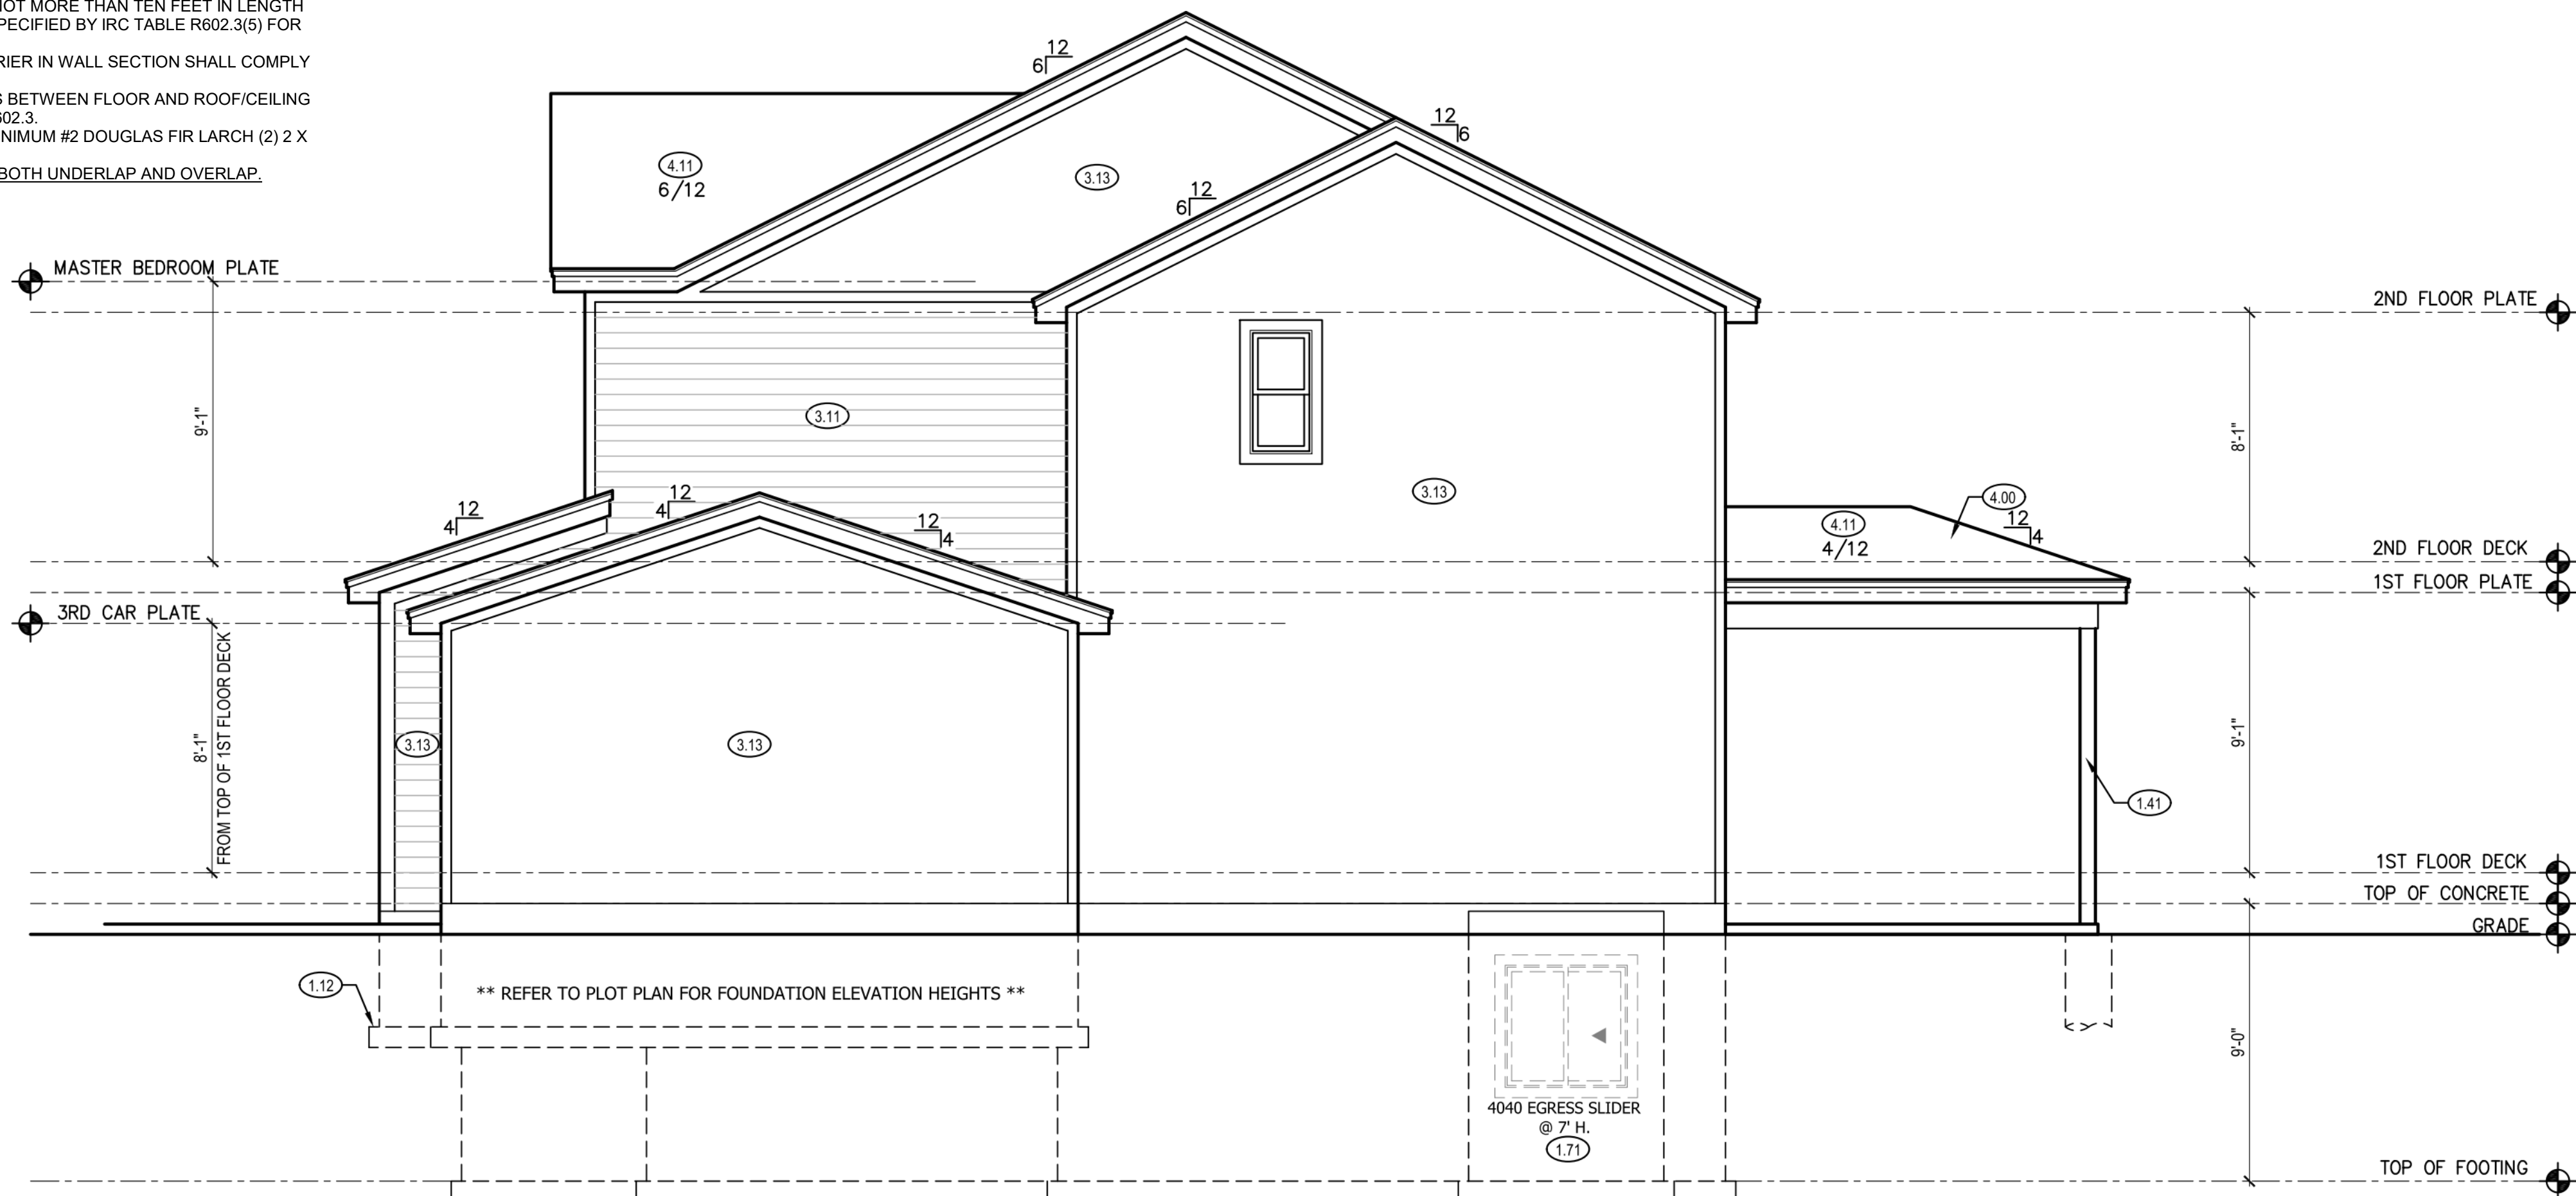 NOT MORE THAN TEN FEET IN LENGTH
SPECIFIED BY IRC TABLE R602.3(5) FOR
RIER IN WALL SECTION SHALL COMPLY
S BETWEEN FLOOR AND ROOF/CEILING
602.3.
NIMUM #2 DOUGLAS FIR LARCH (2) 2 X
BOTH UNDERLAP AND OVERLAP.
12
6
12
6
4.11
6/12
3.13
12
6
MASTER BEDROOM PLATE
2ND FLOOR PLATE
9'-1"
3.11
8'-1"
3.13
12
4
12
4
12
4
4.00
4.11
4/12
12
4
2ND FLOOR DECK
1ST FLOOR PLATE
3RD CAR PLATE
8'-1"
FROM TOP OF 1ST FLOOR DECK
3.13
3.13
9'-1"
1.41
1ST FLOOR DECK
TOP OF CONCRETE
GRADE
1.12
** REFER TO PLOT PLAN FOR FOUNDATION ELEVATION HEIGHTS **
9'-0"
4040 EGRESS SLIDER
@ 7' H.
1.71
TOP OF FOOTING